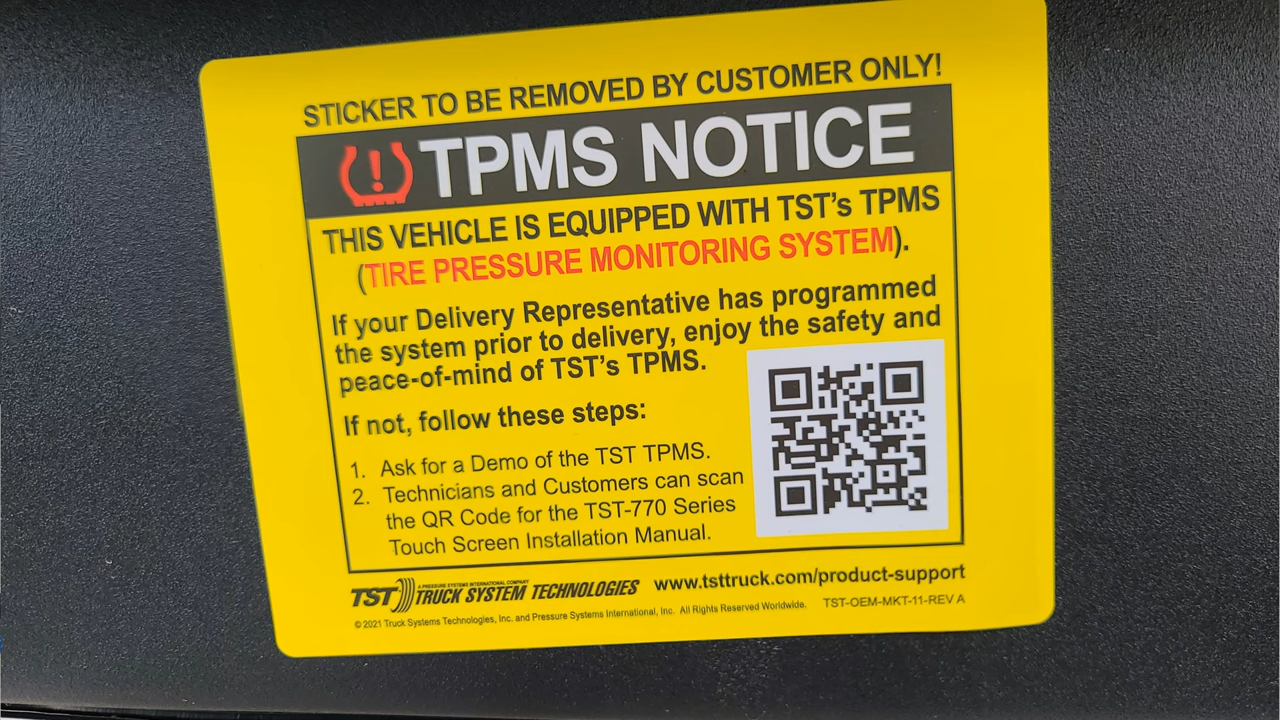 STICKER TO BE REMOVED BY CUSTOMER ONLY!
TPMS NOTICE
THIS VEHICLE IS EQUIPPED WITH TST's TPMS
(TIRE PRESSURE MONITORING SYSTEM).
If your Delivery Representative has programmed
the system prior to delivery, enjoy the safety and
peace-of-mind of TST's TPMS.
If not, follow these steps:
1. Ask for a Demo of the TST TPMS.
2. Technicians and Customers can scan
the QR Code for the TST-770 Series
Touch Screen Installation Manual.
TST
A PRESSURE SYSTEMS INTERNATIONAL COMPANY
TRUCK SYSTEM TECHNOLOGIES
www.tsttruck.com/product-support
© 2021 Truck Systems Technologies, Inc. and Pressure Systems International, Inc. All Rights Reserved Worldwide.
TST-OEM-MKT-11-REV A